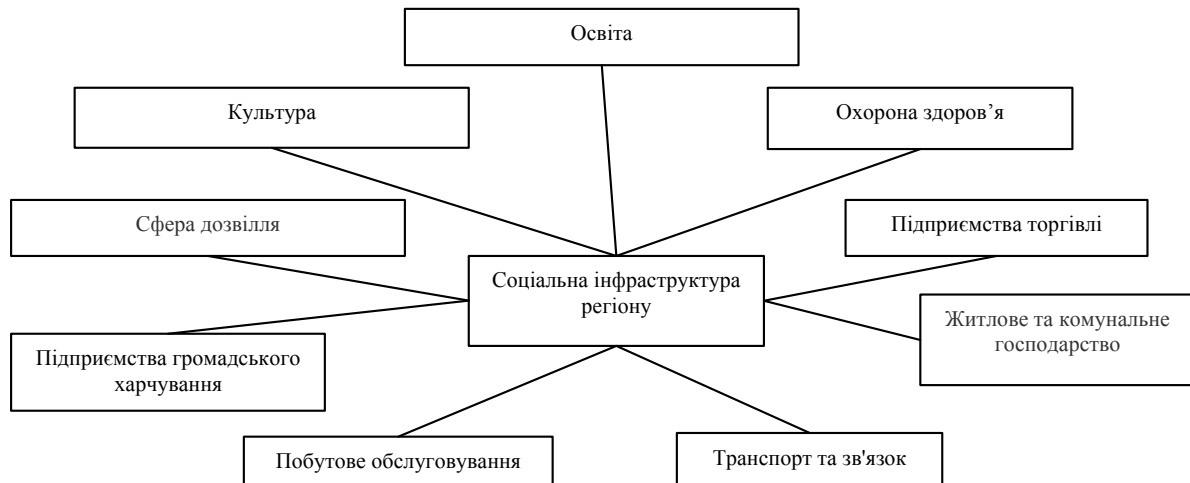 Освіта
Культура
Охорона здоров’я
Сфера дозвілля
Підприємства торгівлі
Соціальна інфраструктура
регіону
Житлове та комунальне
господарство
Підприємства громадського
харчування
Побутове обслуговування
Транспорт та зв'язок